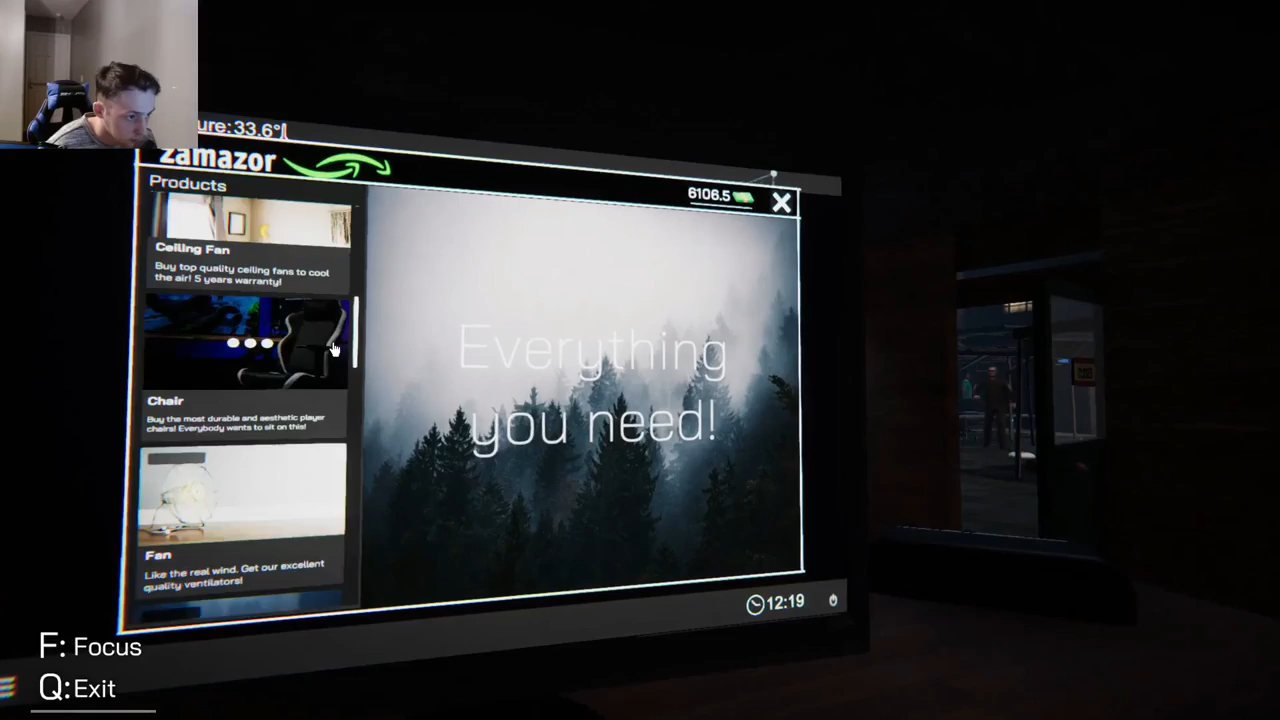 ure:33.6°
zamazor
Products
6106.5
Ceiling Fan
Buy top quality ceiling fans to cool
the air! 5 years warranty!
Chair
Buy the most durable and aesthetic player
chairs! Everybody wants to sit on this!
Fan
Like the real wind. Get our excellent
quality ventilators!
Everything
you need!
12:19
F: Focus
Q:Exit